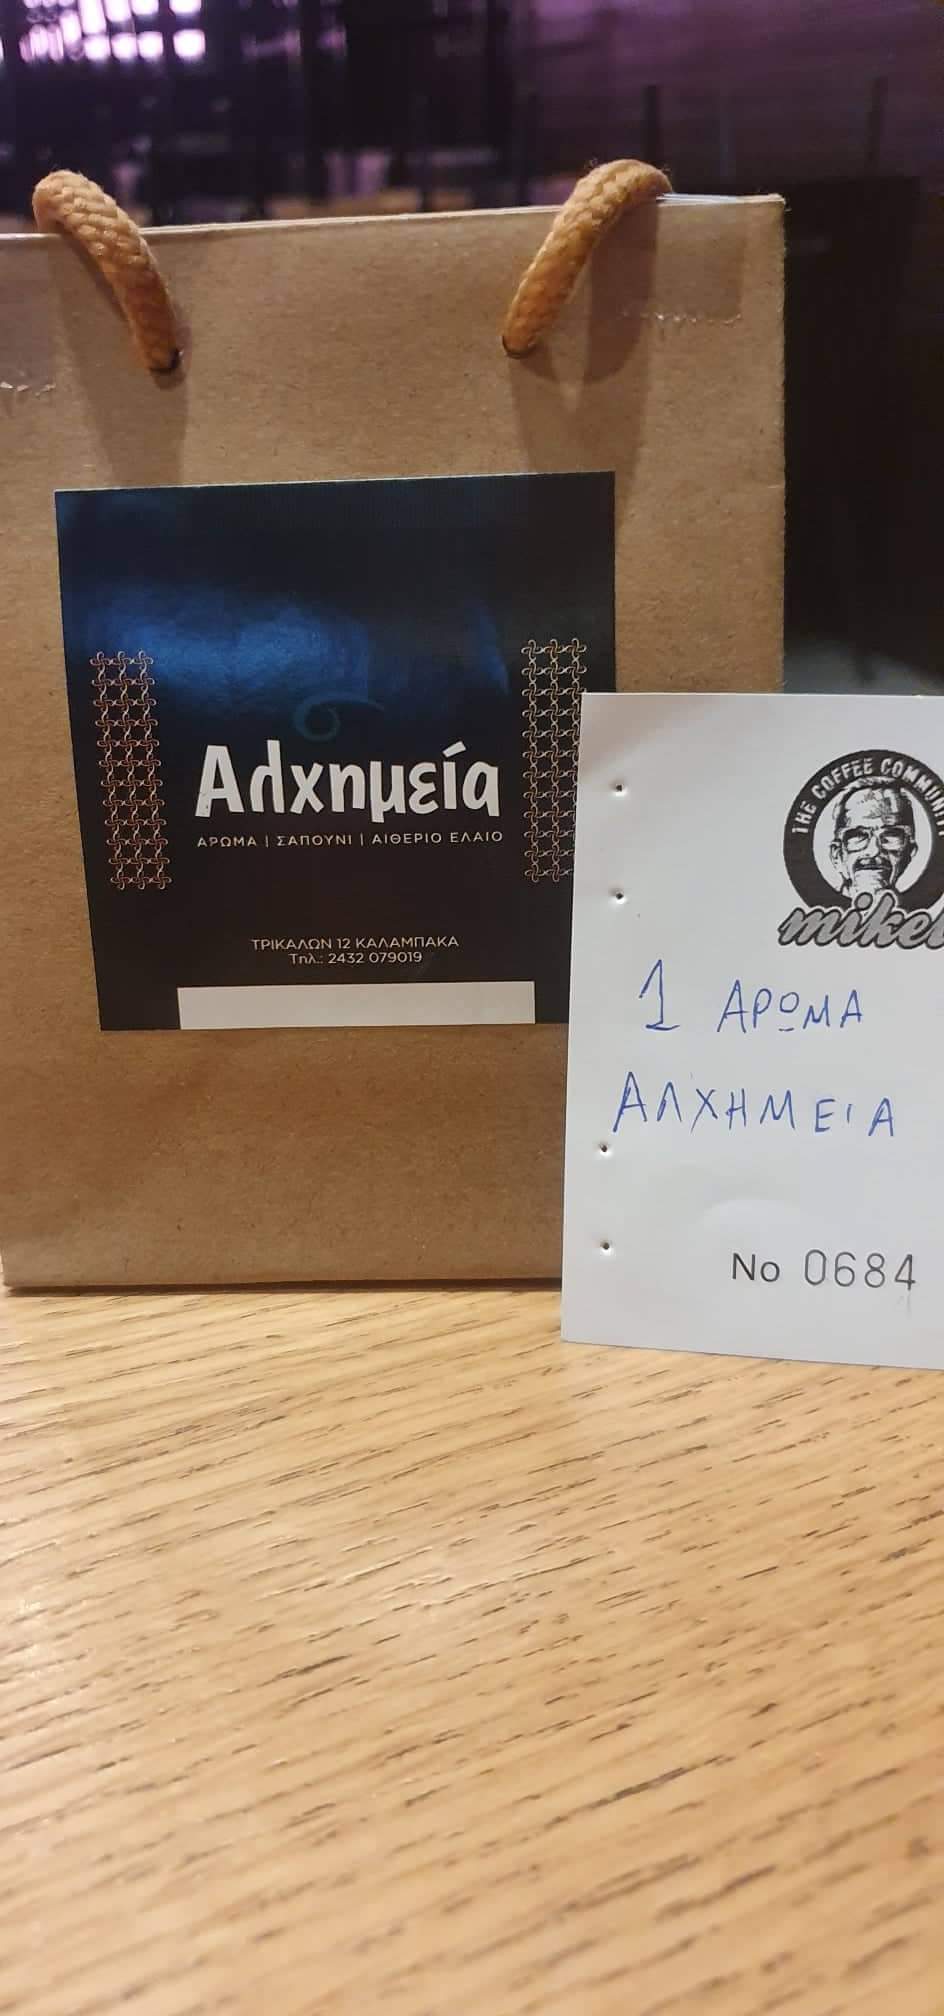 Αλχημεία
ΑΡΩΜΑ | ΣΑΠΟΥΝΙ | ΑΙΘΕΡΙΟ ΕΛΑΙΟ
ΤΡΙΚΑΛΩΝ 12 ΚΑΛΑΜΠΑΚΑ
Τηλ.: 2432 079019
THE COFFEE COMMUNI
mikel
1 ΑΡΩΜΑ
ΑΛΧΗΜΕΙΑ
No 0684